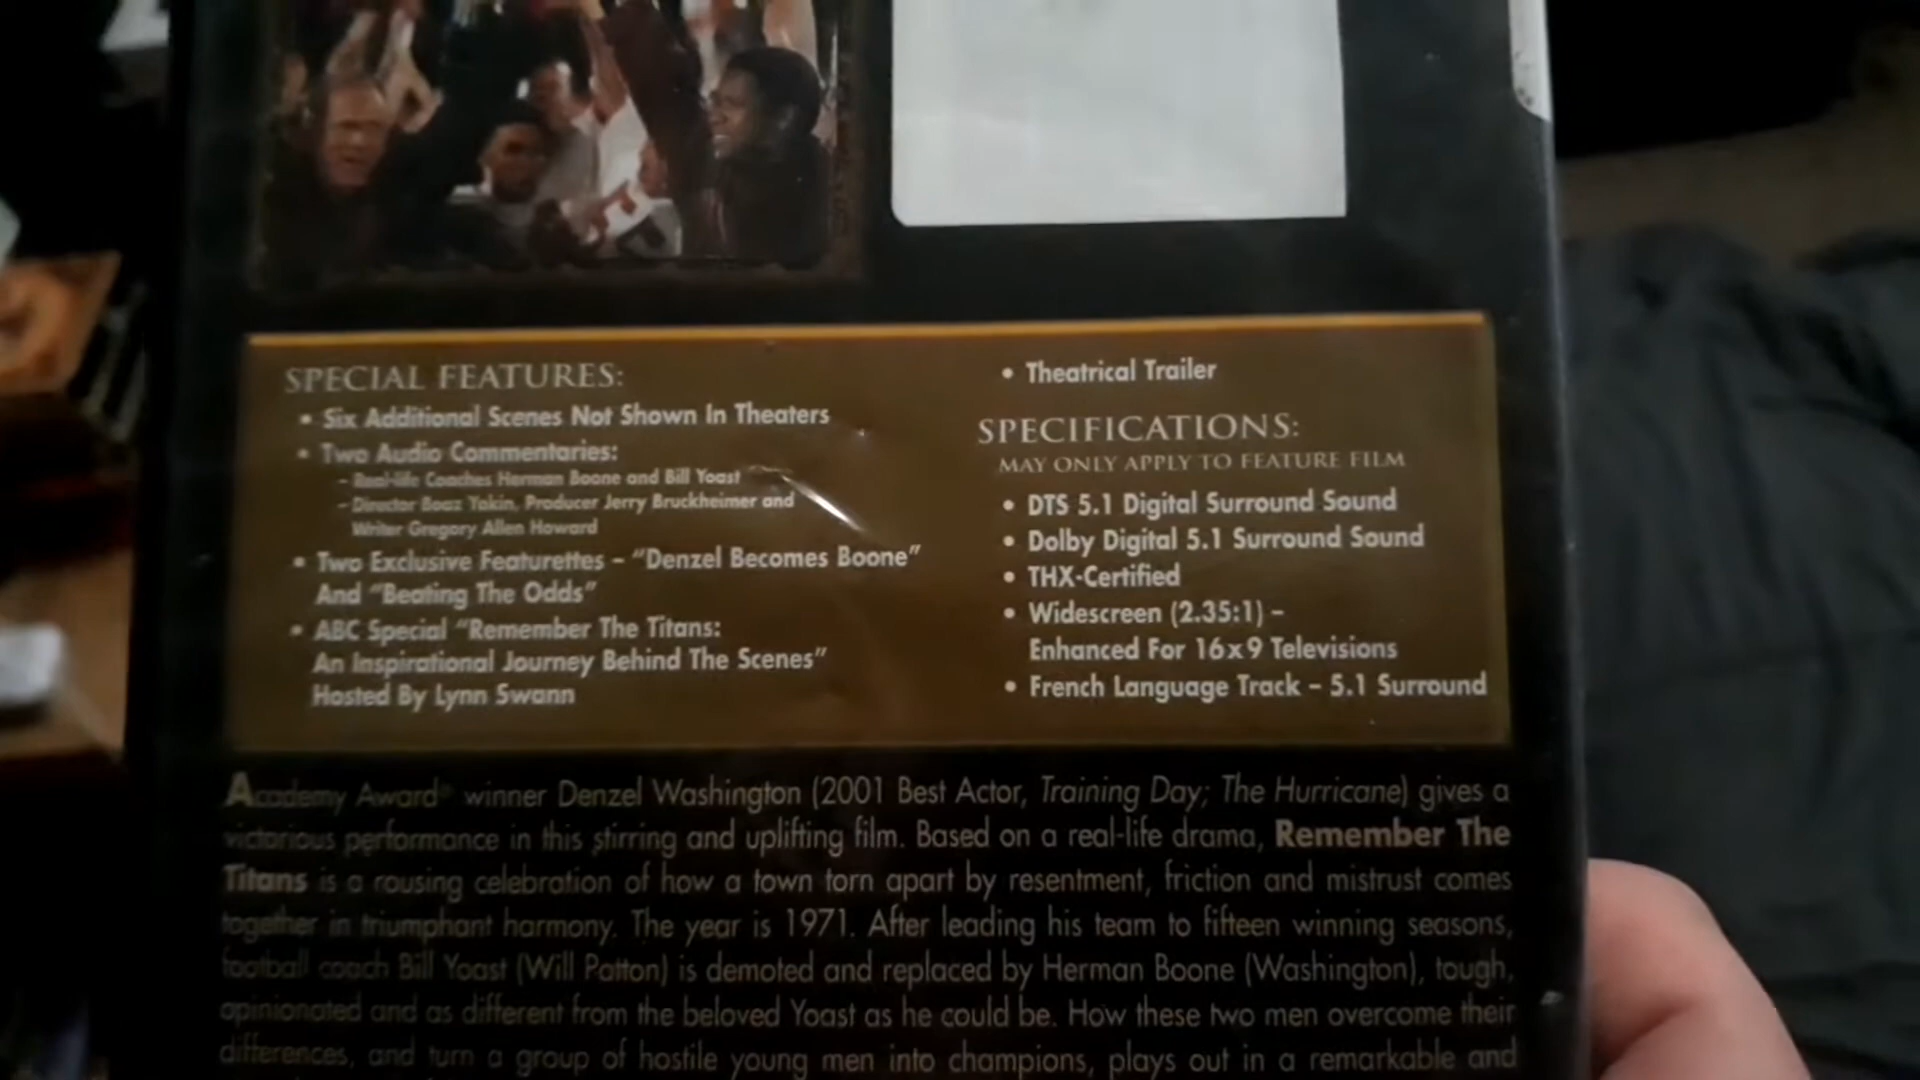 SPECIAL FEATURES:
• Six Additional Scenes Not Shown In Theaters
• Two Audio Commentaries:
– Real-life Coaches Herman Boone and Bill Yoast
– Director Boaz Yakin, Producer Jerry Bruckheimer and
Writer Gregory Allen Howard
• Two Exclusive Featurettes – "Denzel Becomes Boone"
And "Beating The Odds"
• ABC Special "Remember The Titans:
An Inspirational Journey Behind The Scenes"
Hosted By Lynn Swann
• Theatrical Trailer
SPECIFICATIONS:
MAY ONLY APPLY TO FEATURE FILM
• DTS 5.1 Digital Surround Sound
• Dolby Digital 5.1 Surround Sound
• THX-Certified
• Widescreen (2.35:1) –
Enhanced For 16x9 Televisions
• French Language Track – 5.1 Surround
Academy Award® winner Denzel Washington (2001 Best Actor, Training Day; The Hurricane) gives a
victorious performance in this stirring and uplifting film. Based on a real-life drama, Remember The
Titans is a rousing celebration of how a town torn apart by resentment, friction and mistrust comes
together in triumphant harmony. The year is 1971. After leading his team to fifteen winning seasons,
football coach Bill Yoast (Will Patton) is demoted and replaced by Herman Boone (Washington), tough,
opinionated and as different from the beloved Yoast as he could be. How these two men overcome their
differences, and turn a group of hostile young men into champions, plays out in a remarkable and